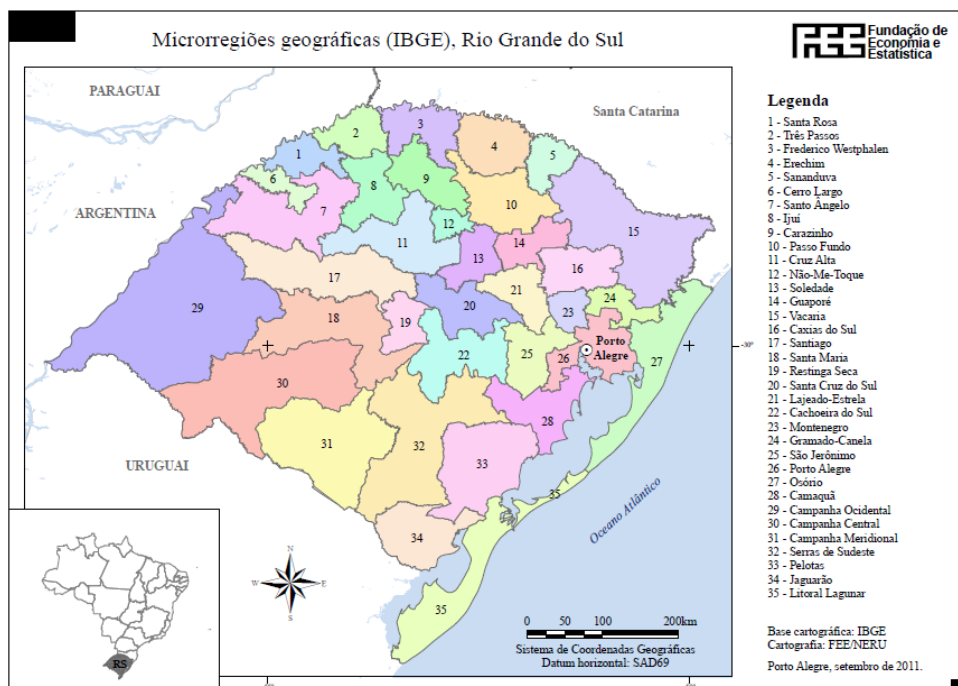 Microrregiões geográficas (IBGE), Rio Grande do Sul
FEE
Fundação de
Economia e
Estatística
PARAGUAI
Santa Catarina
ARGENTINA
URUGUAI
Oceano Atlântico
2
3
4
5
1
6
8
9
7
10
12
15
11
14
13
16
17
21
24
29
20
18
23
19
Porto
Alegre
22
25
26
27
30
28
31
32
33
35
34
35
-30º
N
W
E
S
RS
0
50
100
200km
Sistema de Coordenadas Geográficas
Datum horizontal: SAD69
Legenda
1 - Santa Rosa
2 - Três Passos
3 - Frederico Westphalen
4 - Erechim
5 - Sananduva
6 - Cerro Largo
7 - Santo Ângelo
8 - Ijuí
9 - Carazinho
10 - Passo Fundo
11 - Cruz Alta
12 - Não-Me-Toque
13 - Soledade
14 - Guaporé
15 - Vacaria
16 - Caxias do Sul
17 - Santiago
18 - Santa Maria
19 - Restinga Seca
20 - Santa Cruz do Sul
21 - Lajeado-Estrela
22 - Cachoeira do Sul
23 - Montenegro
24 - Gramado-Canela
25 - São Jerônimo
26 - Porto Alegre
27 - Osório
28 - Camaquã
29 - Campanha Ocidental
30 - Campanha Central
31 - Campanha Meridional
32 - Serras de Sudeste
33 - Pelotas
34 - Jaguarão
35 - Litoral Lagunar
Base cartográfica: IBGE
Cartografia: FEE/NERU
Porto Alegre, setembro de 2011.